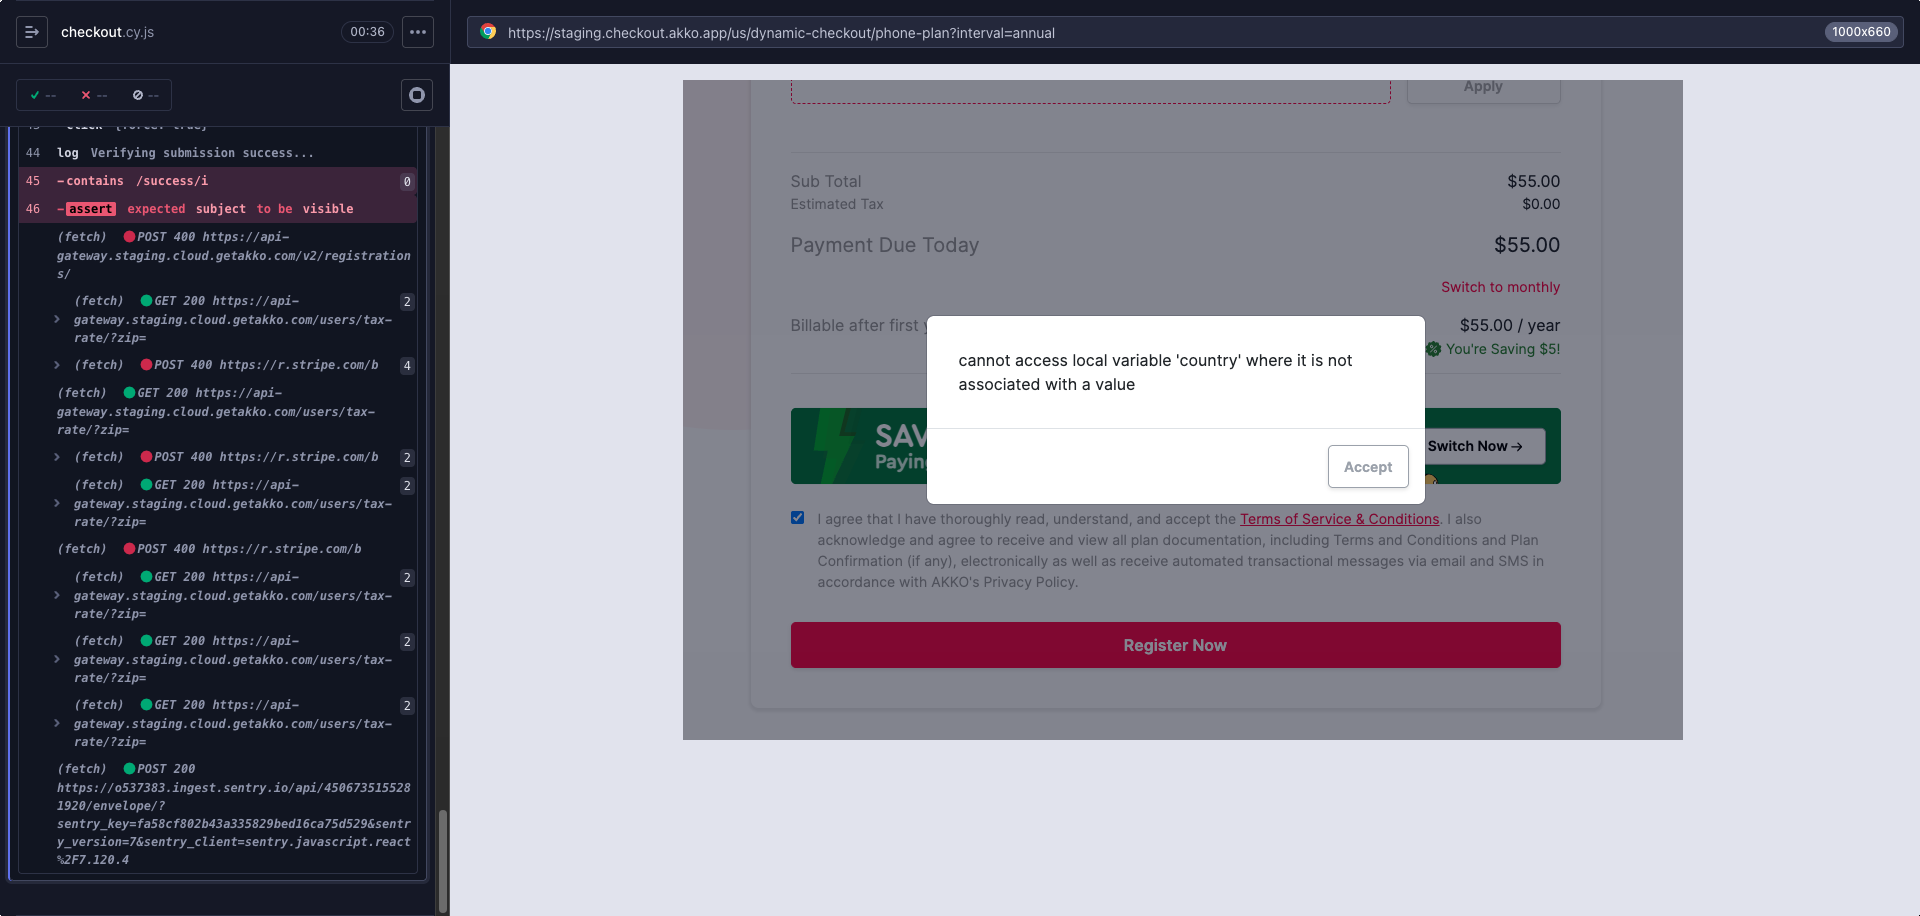 checkout.cy.js
00:36
https://staging.checkout.akko.app/us/dynamic-checkout/phone-plan?interval=annual
1000x660
--
--
--
44 log Verifying submission success...
45 -contains /success/i 0
46 -assert expected subject to be visible
(fetch) POST 400 https://api-
gateway.staging.cloud.getakko.com/v2/registration
s/
(fetch) GET 200 https://api- 2
gateway.staging.cloud.getakko.com/users/tax-
rate/?zip=
(fetch) POST 400 https://r.stripe.com/b 4
(fetch) GET 200 https://api-
gateway.staging.cloud.getakko.com/users/tax-
rate/?zip=
(fetch) POST 400 https://r.stripe.com/b 2
(fetch) GET 200 https://api- 2
gateway.staging.cloud.getakko.com/users/tax-
rate/?zip=
(fetch) POST 400 https://r.stripe.com/b
(fetch) GET 200 https://api- 2
gateway.staging.cloud.getakko.com/users/tax-
rate/?zip=
(fetch) GET 200 https://api- 2
gateway.staging.cloud.getakko.com/users/tax-
rate/?zip=
(fetch) GET 200 https://api- 2
gateway.staging.cloud.getakko.com/users/tax-
rate/?zip=
(fetch) POST 200
https://o537383.ingest.sentry.io/api/450673515528
1920/envelope/?
sentry_key=fa58cf802b43a335829bed16ca75d529&sentr
y_version=7&sentry_client=sentry.javascript.react
%2F7.120.4
Apply
Sub Total $55.00
Estimated Tax $0.00
Payment Due Today $55.00
Switch to monthly
Billable after first $55.00 / year
You're Saving $5!
cannot access local variable 'country' where it is not
associated with a value
Accept
SAV
Paying
Switch Now →
I agree that I have thoroughly read, understand, and accept the Terms of Service & Conditions. I also
acknowledge and agree to receive and view all plan documentation, including Terms and Conditions and Plan
Confirmation (if any), electronically as well as receive automated transactional messages via email and SMS in
accordance with AKKO's Privacy Policy.
Register Now